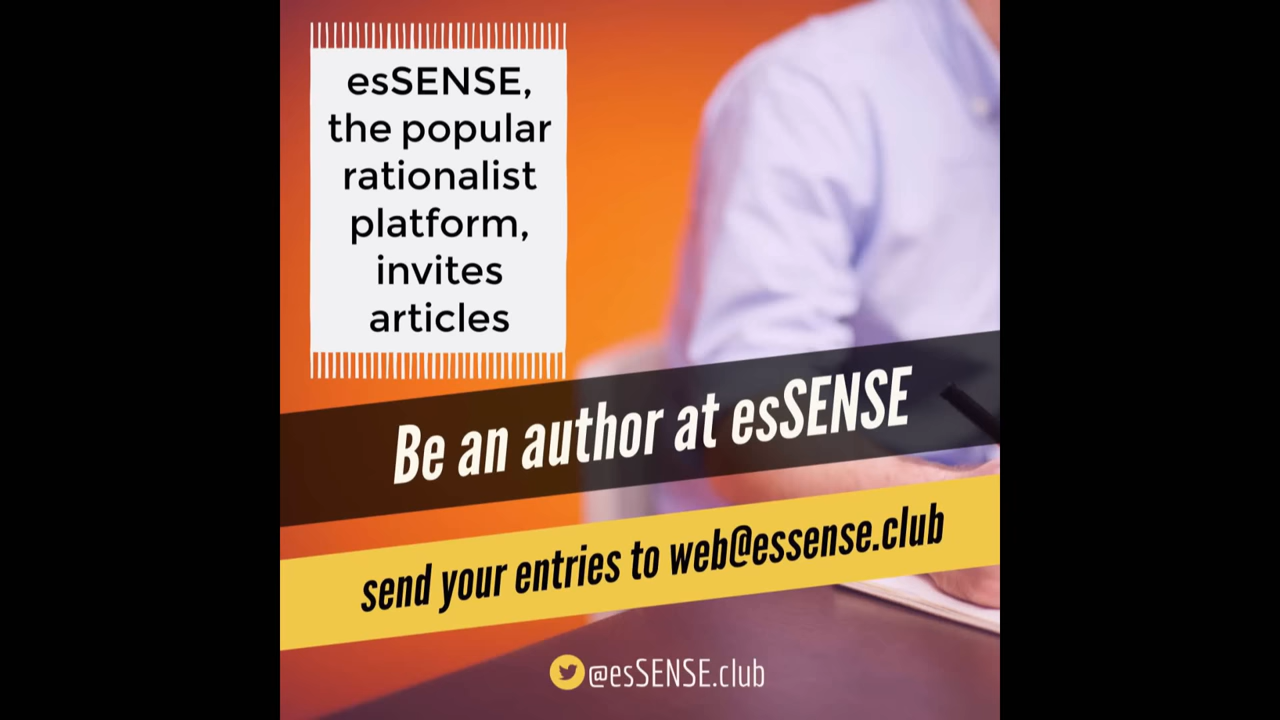 esSENSE,
the popular
rationalist
platform,
invites
articles
Be an author at esSENSE
send your entries to web@essense.club
@esSENSE.club